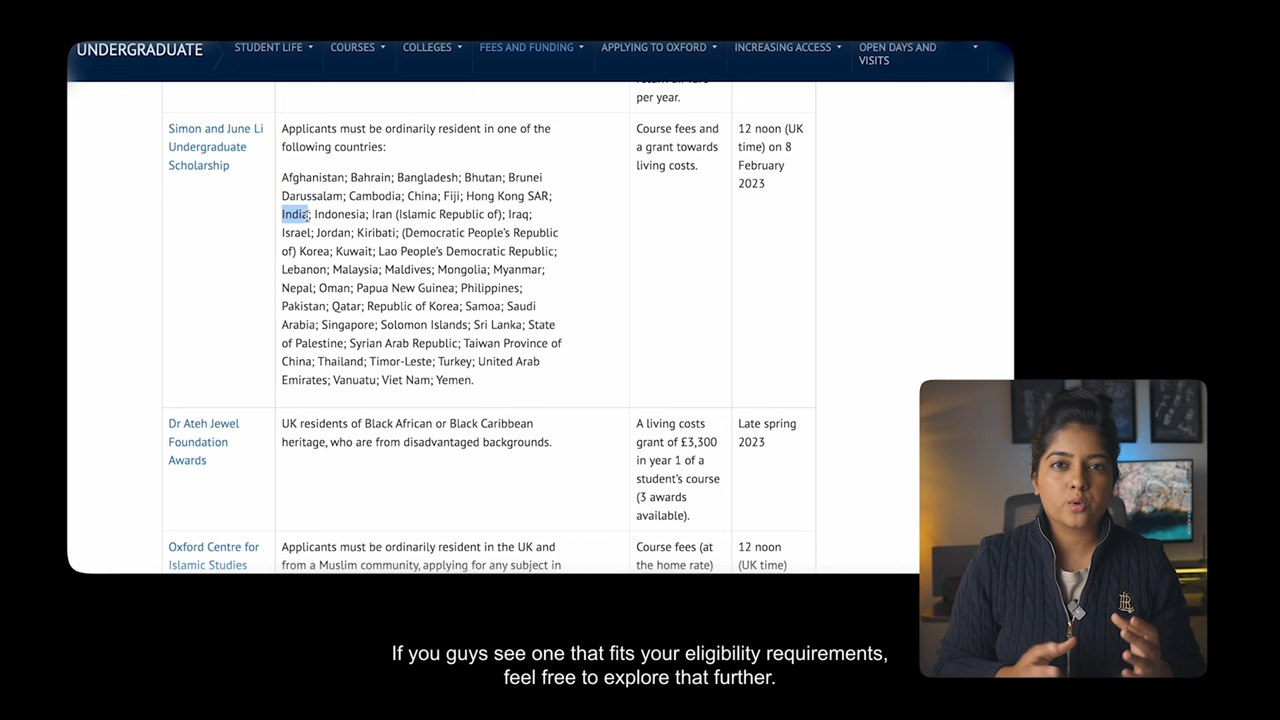 UNDERGRADUATE
STUDENT LIFE
COURSES
COLLEGES
FEES AND FUNDING
APPLYING TO OXFORD
INCREASING ACCESS
OPEN DAYS AND
VISITS
per year.
Simon and June Li
Undergraduate
Scholarship
Applicants must be ordinarily resident in one of the
following countries:
Afghanistan; Bahrain; Bangladesh; Bhutan; Brunei
Darussalam; Cambodia; China; Fiji; Hong Kong SAR;
India; Indonesia; Iran (Islamic Republic of); Iraq;
Israel; Jordan; Kiribati; (Democratic People's Republic
of) Korea; Kuwait; Lao People's Democratic Republic;
Lebanon; Malaysia; Maldives; Mongolia; Myanmar;
Nepal; Oman; Papua New Guinea; Philippines;
Pakistan; Qatar; Republic of Korea; Samoa; Saudi
Arabia; Singapore; Solomon Islands; Sri Lanka; State
of Palestine; Syrian Arab Republic; Taiwan Province of
China; Thailand; Timor-Leste; Turkey; United Arab
Emirates; Vanuatu; Viet Nam; Yemen.
Course fees and
a grant towards
living costs.
12 noon (UK
time) on 8
February
2023
Dr Ateh Jewel
Foundation
Awards
UK residents of Black African or Black Caribbean
heritage, who are from disadvantaged backgrounds.
A living costs
grant of £3,300
in year 1 of a
student's course
(3 awards
available).
Late spring
2023
Oxford Centre for
Islamic Studies
Applicants must be ordinarily resident in the UK and
from a Muslim community, applying for any subject in
Course fees (at
the home rate)
12 noon
(UK time)
If you guys see one that fits your eligibility requirements,
feel free to explore that further.